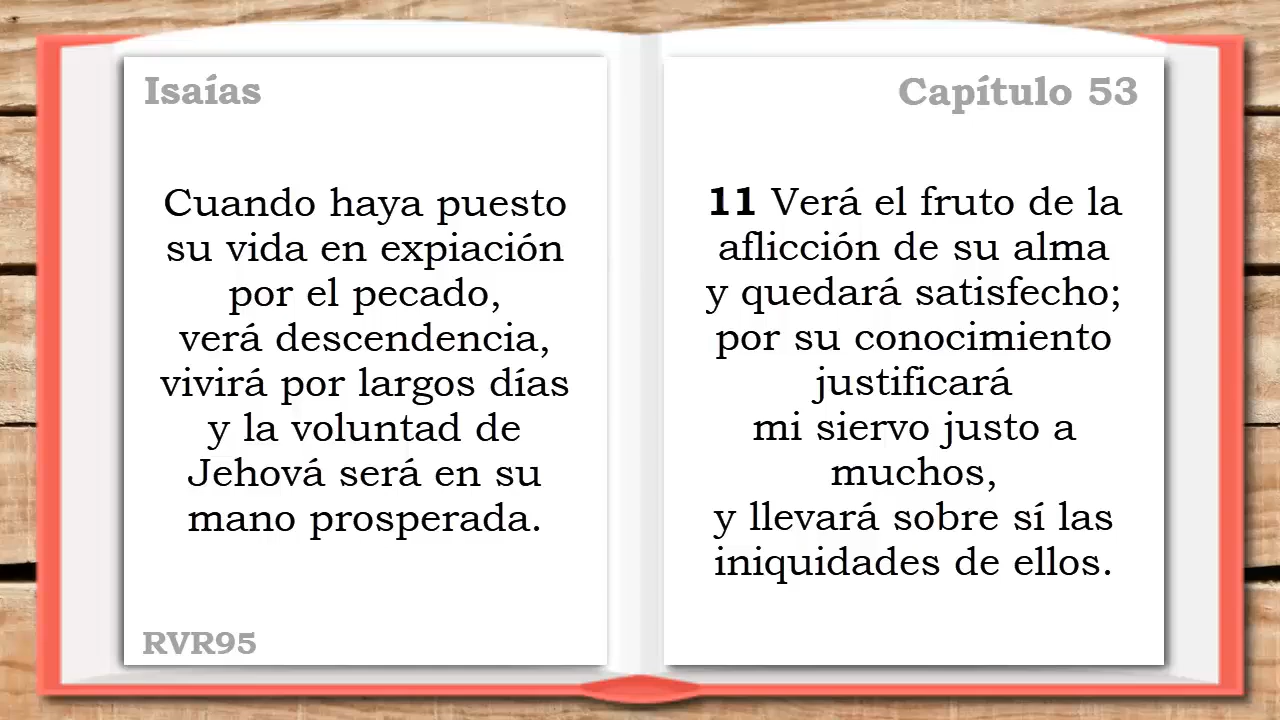 Isaías
Cuando haya puesto
su vida en expiación
por el pecado,
verá descendencia,
vivirá por largos días
y la voluntad de
Jehová será en su
mano prosperada.
RVR95
Capítulo 53
11 Verá el fruto de la
aflicción de su alma
y quedará satisfecho;
por su conocimiento
justificará
mi siervo justo a
muchos,
y llevará sobre sí las
iniquidades de ellos.